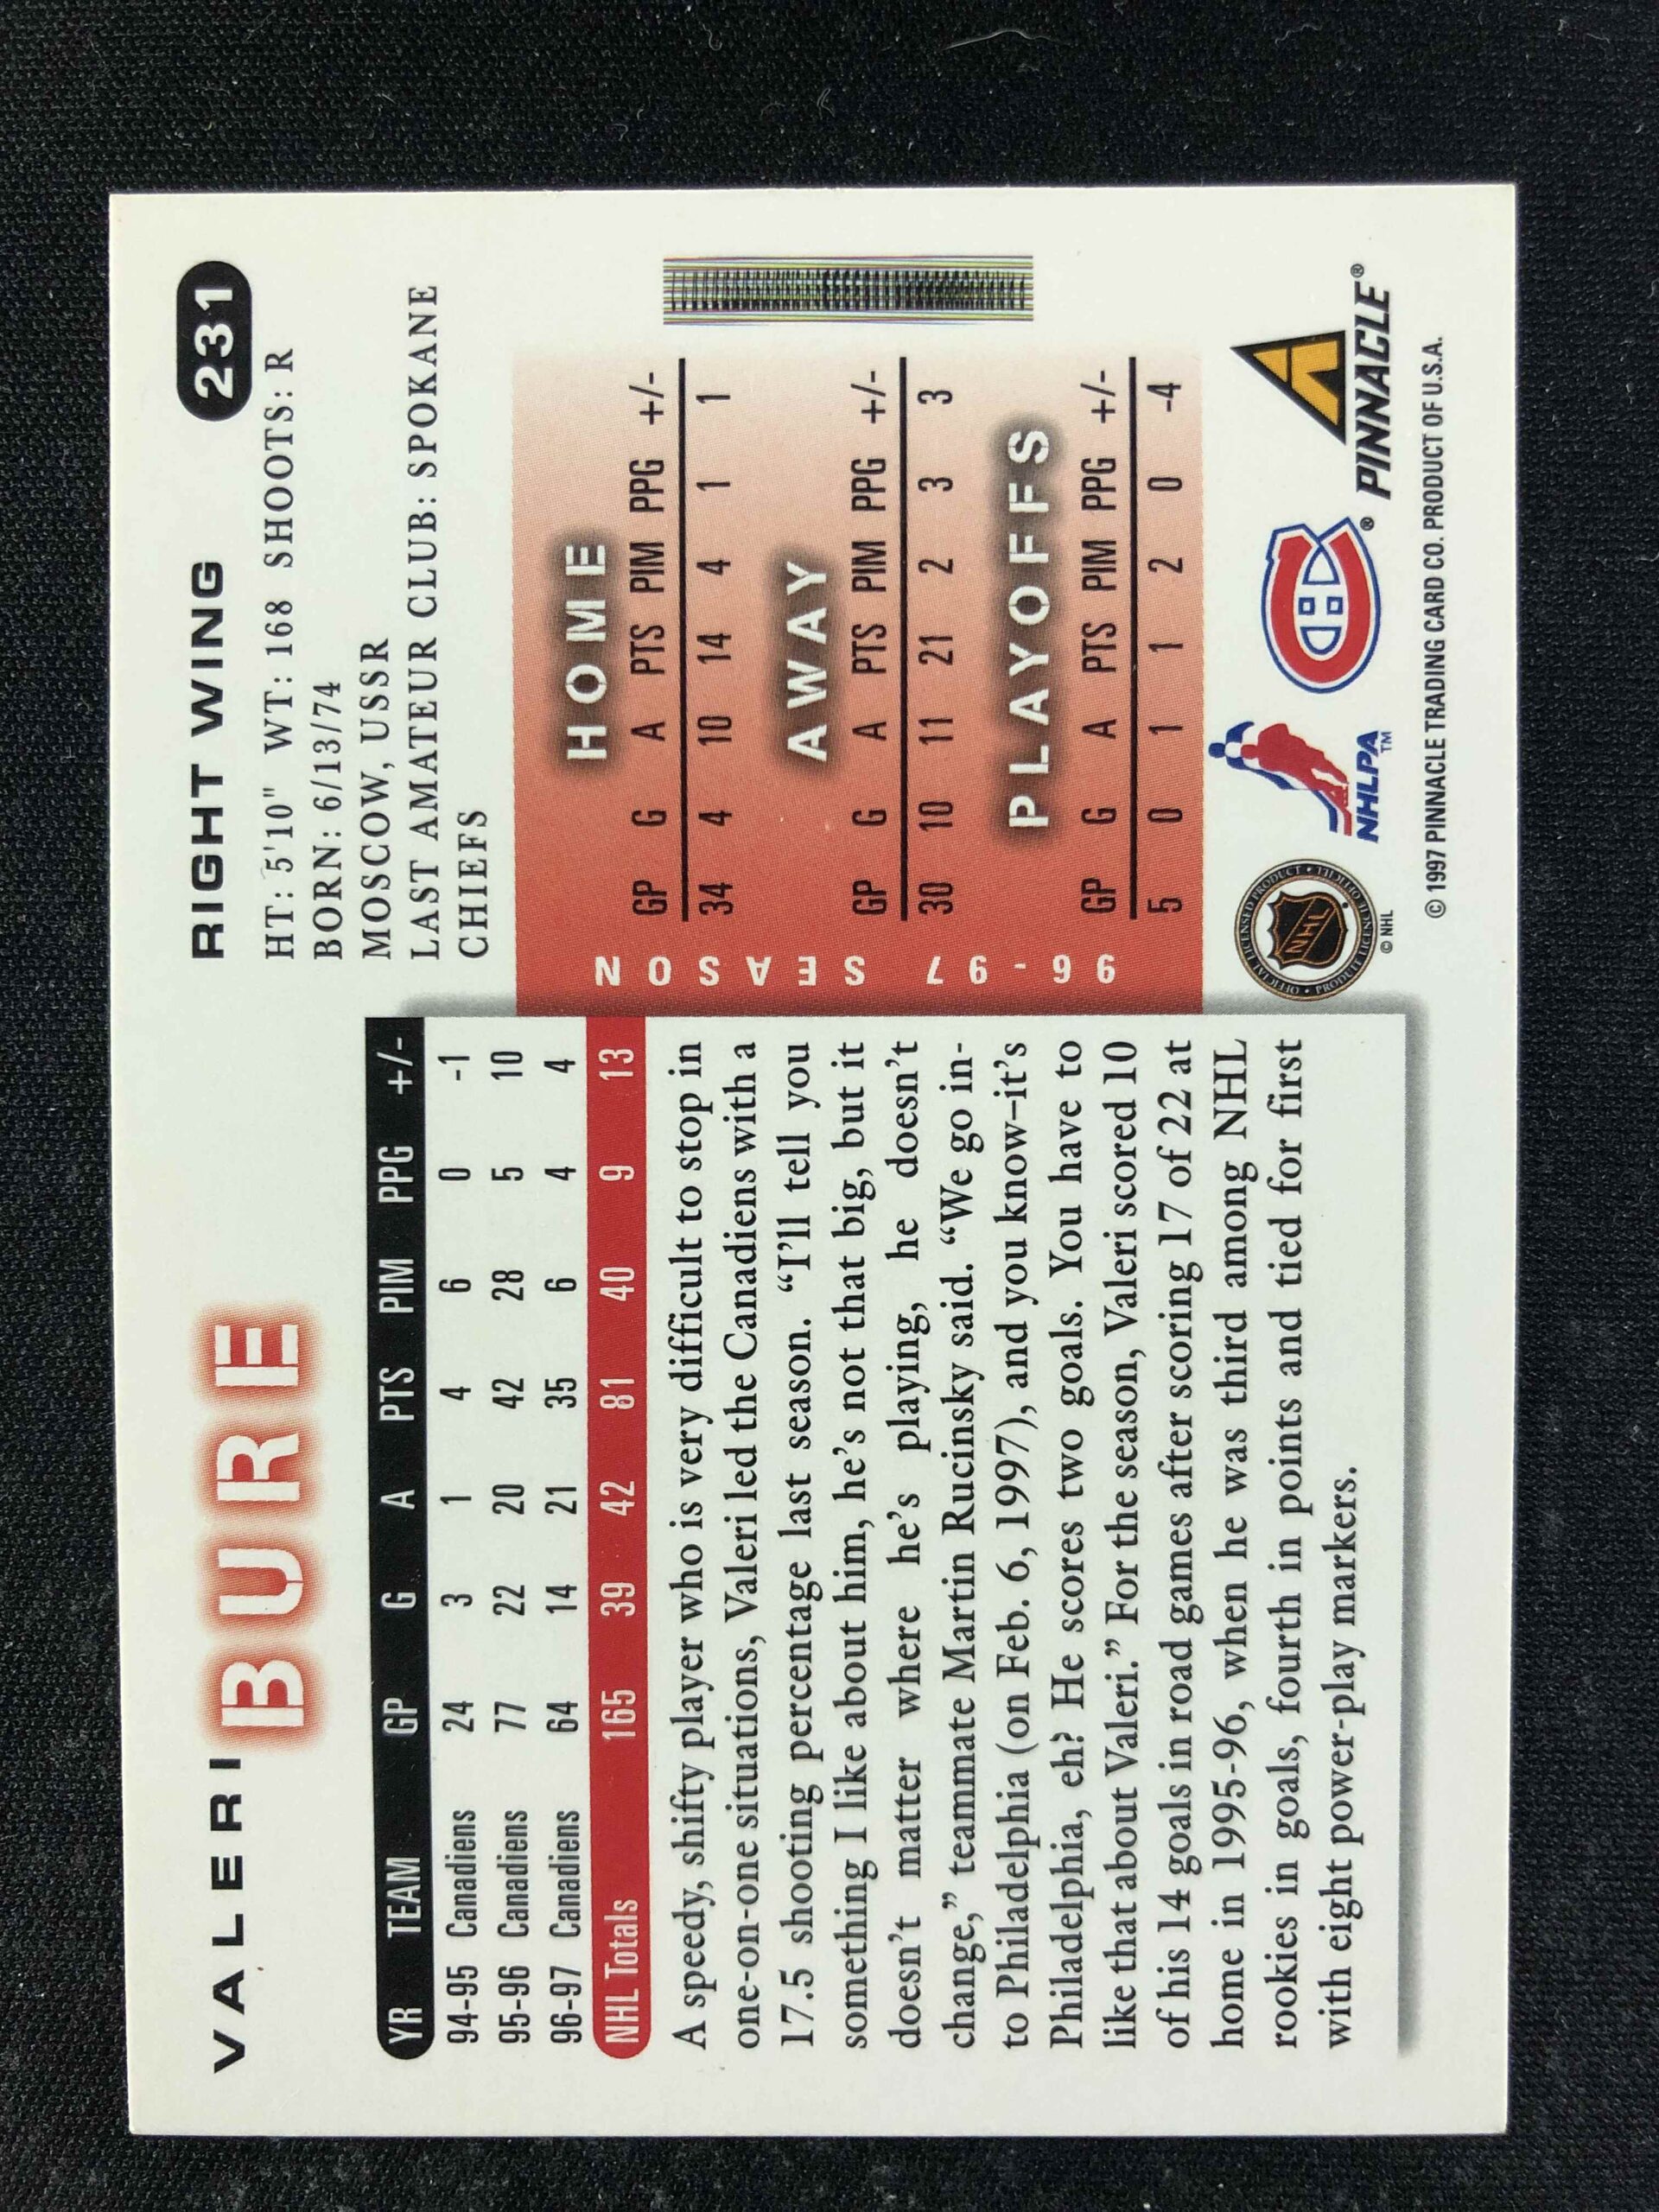 VALERI
BURE
RIGHT WING
231
HT: 5'10" WT: 168 SHOOTS: R
BORN: 6/13/74
MOSCOW, USSR
LAST AMATEUR CLUB: SPOKANE
CHIEFS
YR TEAM GP G A PTS PIM PPG +/-
94-95 Canadiens 24 3 1 4 6 0 -1
95-96 Canadiens 77 22 20 42 28 5 10
96-97 Canadiens 64 14 21 35 6 4 4
NHL Totals 165 39 42 81 40 9 13
A speedy, shifty player who is very difficult to stop in
one-on-one situations, Valeri led the Canadiens with a
17.5 shooting percentage last season. “I’ll tell you
something I like about him, he’s not that big, but it
doesn’t matter where he’s playing, he doesn’t
change,” teammate Martin Rucinsky said. “We go in-
to Philadelphia (on Feb. 6, 1997), and you know–it’s
Philadelphia, eh? He scores two goals. You have to
like that about Valeri.” For the season, Valeri scored 10
of his 14 goals in road games after scoring 17 of 22 at
home in 1995-96, when he was third among NHL
rookies in goals, fourth in points and tied for first
with eight power-play markers.
96-97 SEASON
HOME
GP G A PTS PIM PPG +/-
34 4 10 14 4 1 1
AWAY
GP G A PTS PIM PPG +/-
30 10 11 21 2 3 3
PLAYOFFS
GP G A PTS PIM PPG +/-
5 0 1 1 2 0 -4
OFFICIAL LICENSED PRODUCT • PRODUIT LICENCIÉ OFFICIEL •
NHL
© NHL
NHLPA™
®
PINNACLE®
© 1997 PINNACLE TRADING CARD CO. PRODUCT OF U.S.A.